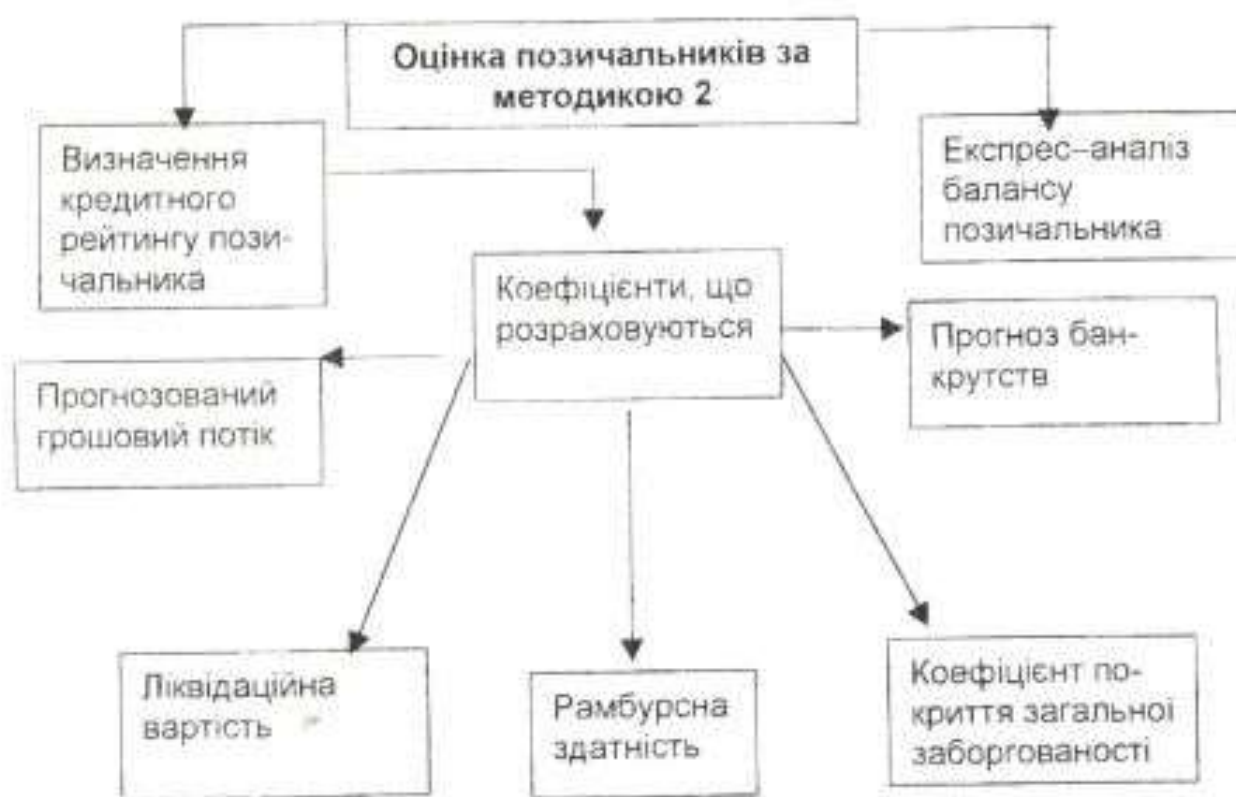 Оцінка позичальників за
методикою 2
Визначення
кредитного
рейтингу пози-
чальника
Експрес–аналіз
балансу
позичальника
Коефіцієнти, що
розраховуються
Прогноз бан-
крутств
Прогнозований
грошовий потік
Ліквідаційна
вартість
Рамбурсна
здатність
Коефіцієнт по-
криття загальної
заборгованості